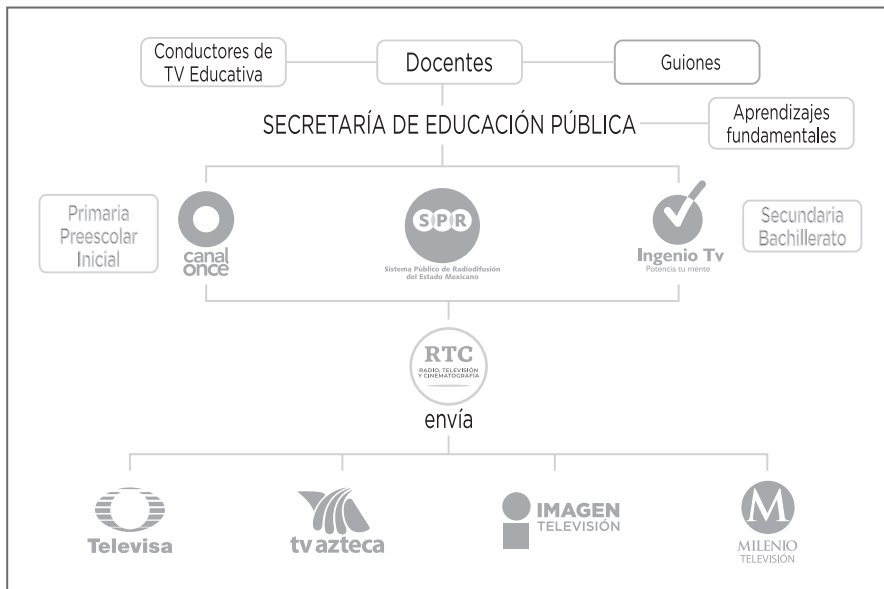 Conductores de
TV Educativa
Docentes
Guiones
SECRETARÍA DE EDUCACIÓN PÚBLICA
Aprendizajes
fundamentales
Primaria
Preescolar
Inicial
canal
once
SPR
Sistema Público de Radiodifusión
del Estado Mexicano
Ingenio Tv
Potencia tu mente
Secundaria
Bachillerato
RTC
RADIO, TELEVISIÓN
Y CINEMATOGRAFÍA
envía
Televisa
tv azteca
IMAGEN
TELEVISIÓN
M
MILENIO
TELEVISIÓN